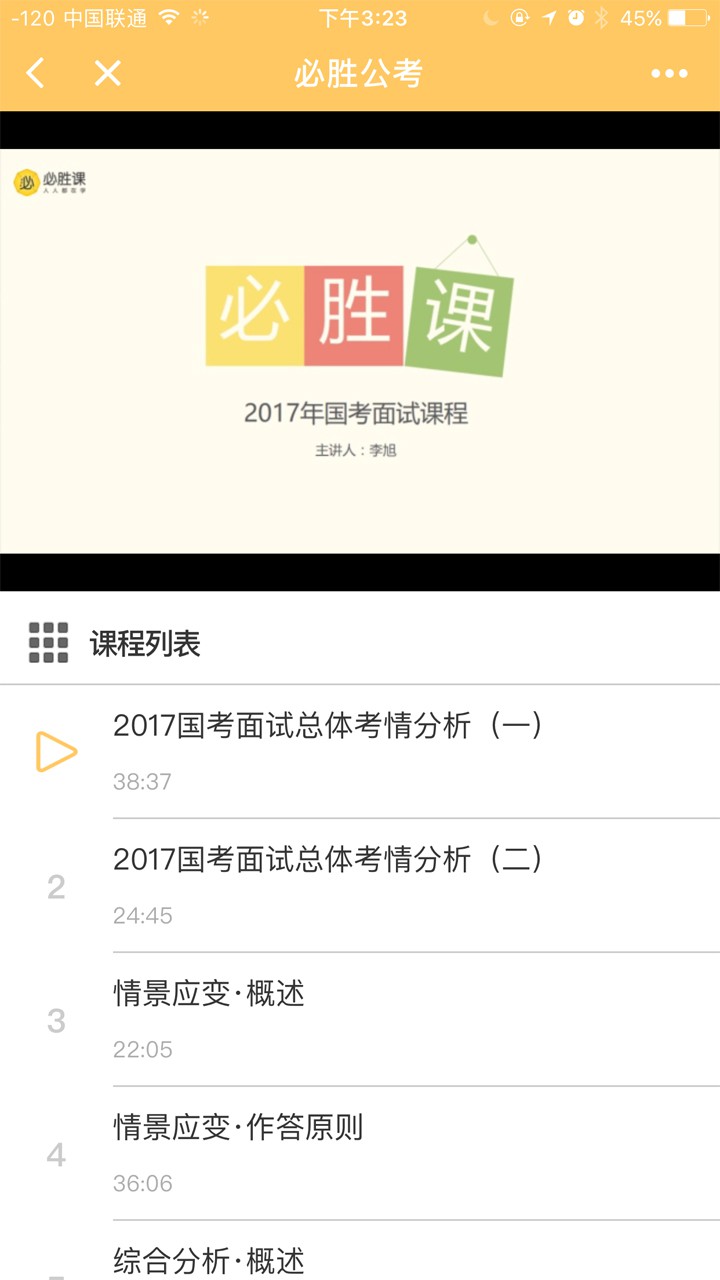 -120 中国联通 下午3:23 45%
必胜公考
必胜课
人人都在学
必胜课
2017年国考面试课程
主讲人：李旭
课程列表
2017国考面试总体考情分析（一）
38:37
2 2017国考面试总体考情分析（二）
24:45
3 情景应变·概述
22:05
4 情景应变·作答原则
36:06
综合分析·概述